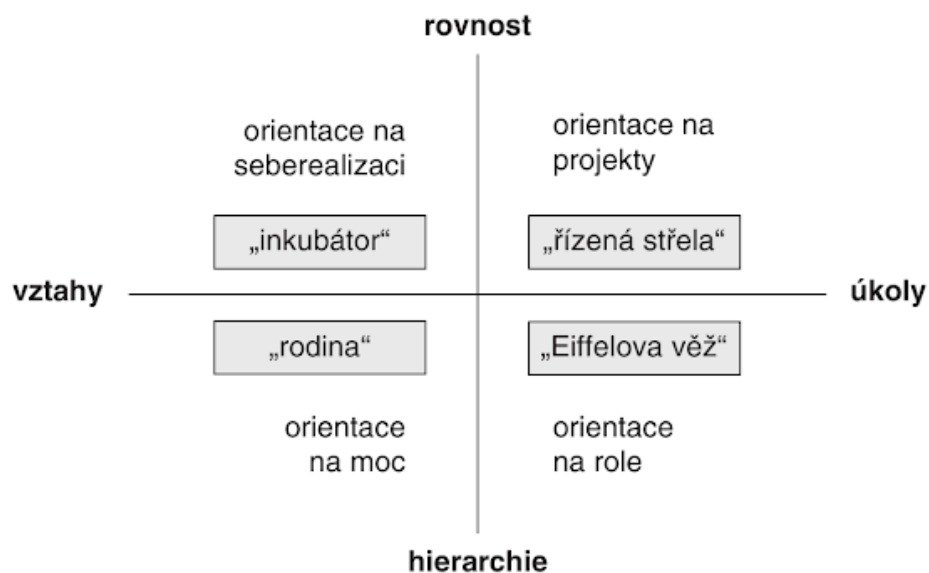 rovnost
orientace na
seberealizaci
orientace na
projekty
„inkubátor“
„řízená střela“
vztahy
úkoly
„rodina“
„Eiffelova věž“
orientace
na moc
orientace
na role
hierarchie